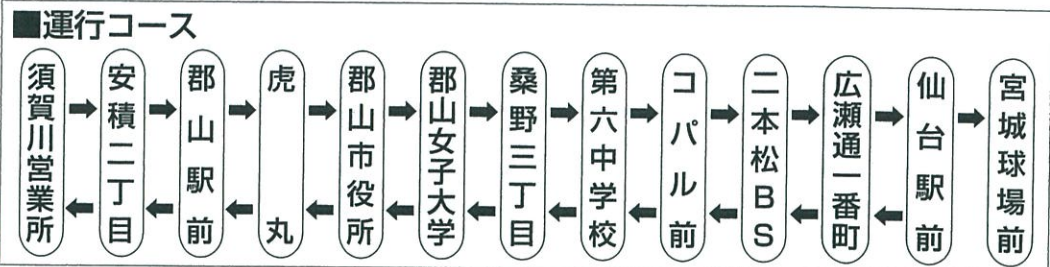 ■運行コース
須賀川営業所
安積二丁目
郡山駅前
虎丸
郡山市役所
郡山女子大学
桑野三丁目
第六中学校
コパル前
二本松BS
広瀬通一番町
仙台駅前
宮城球場前